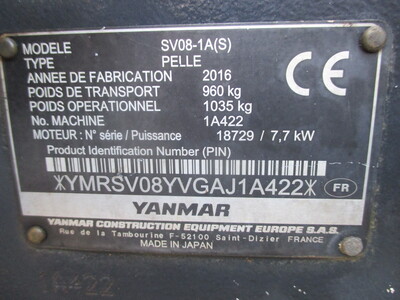 MODELE SV08-1A(S)
TYPE PELLE
ANNEE DE FABRICATION 2016
POIDS DE TRANSPORT 960 kg
POIDS OPERATIONNEL 1035 kg
No. MACHINE 1A422
MOTEUR : N° série / Puissance 18729 / 7,7 kW
Product Identification Number (PIN)
CE
*YMRSV08YVGAJ1A422*
FR
YANMAR
YANMAR CONSTRUCTION EQUIPMENT EUROPE S.A.S.
Rue de la Tambourine F-52100 Saint-Dizier FRANCE
MADE IN JAPAN
1A422